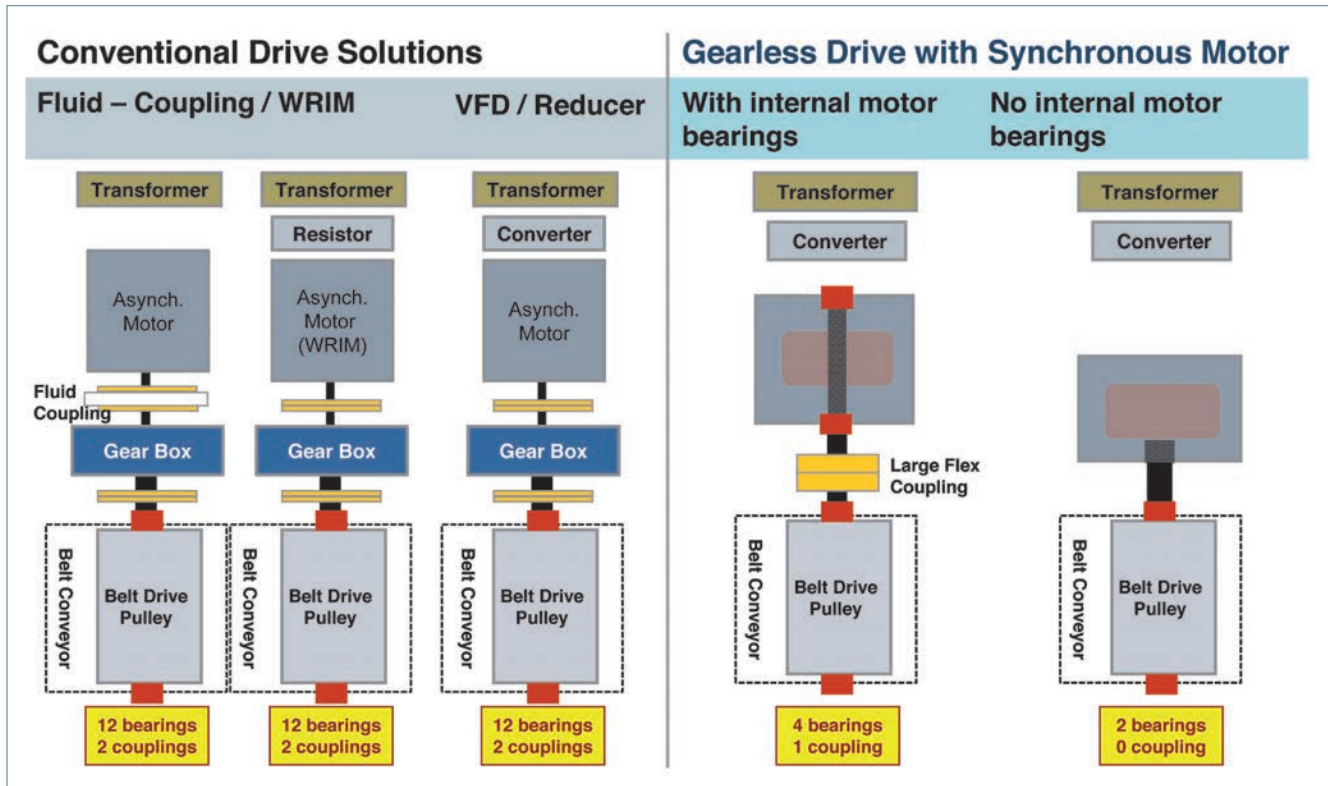 Conventional Drive Solutions
Fluid – Coupling / WRIM
VFD / Reducer
Transformer
Asynch.
Motor
Fluid
Coupling
Gear Box
Belt Conveyor
Belt Drive
Pulley
12 bearings
2 couplings
Transformer
Resistor
Asynch.
Motor
(WRIM)
Gear Box
Belt Conveyor
Belt Drive
Pulley
12 bearings
2 couplings
Transformer
Converter
Asynch.
Motor
Gear Box
Belt Conveyor
Belt Drive
Pulley
12 bearings
2 couplings
Gearless Drive with Synchronous Motor
With internal motor
bearings
No internal motor
bearings
Transformer
Converter
Large Flex
Coupling
Belt Conveyor
Belt Drive
Pulley
4 bearings
1 coupling
Transformer
Converter
Belt Conveyor
Belt Drive
Pulley
2 bearings
0 coupling